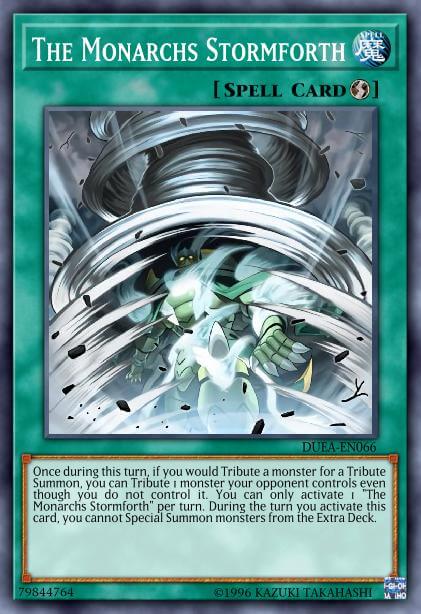 The Monarchs Stormforth
[Spell Card]
DUEA-EN066
Once during this turn, if you would Tribute a monster for a Tribute
Summon, you can Tribute 1 monster your opponent controls even
though you do not control it. You can only activate 1 "The
Monarchs Stormforth" per turn. During the turn you activate this
card, you cannot Special Summon monsters from the Extra Deck.
79844764
©1996 KAZUKI TAKAHASHI